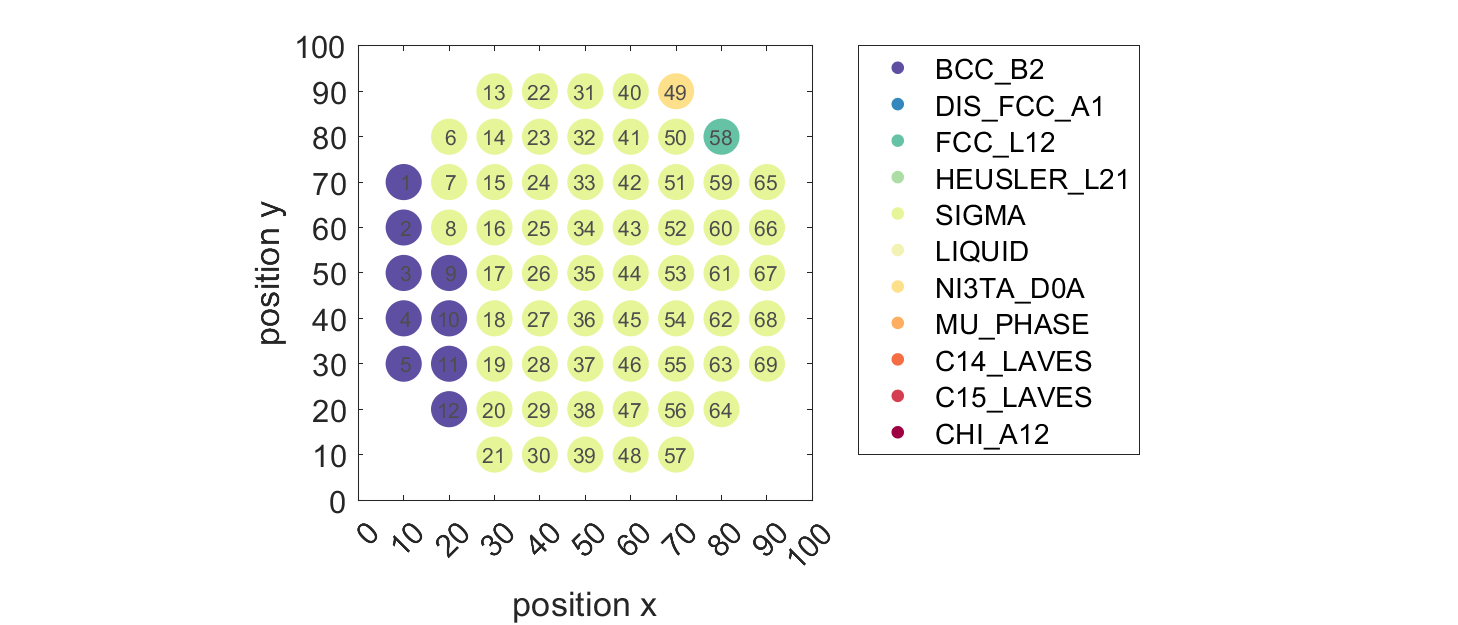 100
90
80
70
60
50
40
30
20
10
0
position y
13 22 31 40 49
6 14 23 32 41 50 58
1 7 15 24 33 42 51 59 65
2 8 16 25 34 43 52 60 66
3 9 17 26 35 44 53 61 67
4 10 18 27 36 45 54 62 68
5 11 19 28 37 46 55 63 69
12 20 29 38 47 56 64
21 30 39 48 57
0 10 20 30 40 50 60 70 80 90 100
position x
BCC_B2
DIS_FCC_A1
FCC_L12
HEUSLER_L21
SIGMA
LIQUID
NI3TA_D0A
MU_PHASE
C14_LAVES
C15_LAVES
CHI_A12